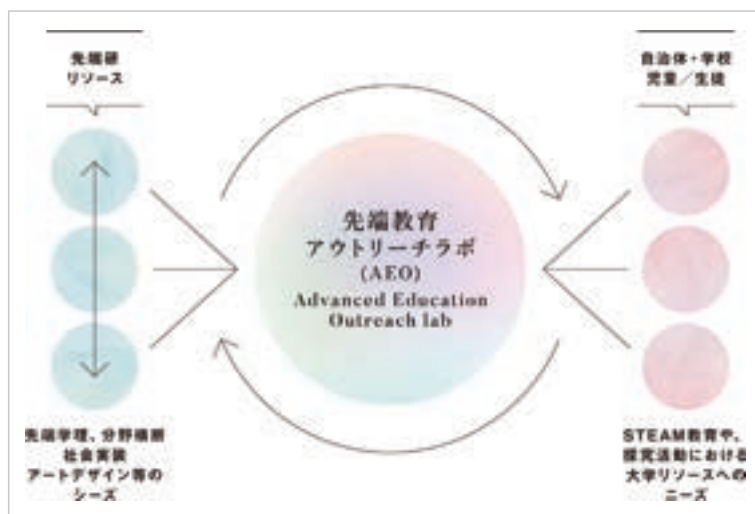 先端研
リソース
自治体・学校
児童／生徒
先端教育
アウトリーチラボ
(AEO)
Advanced Education
Outreach lab
先端学理、分野横断
社会実装
アートデザイン等の
シーズ
STEAM教育や、
探究活動における
大学リソースへの
ニーズ